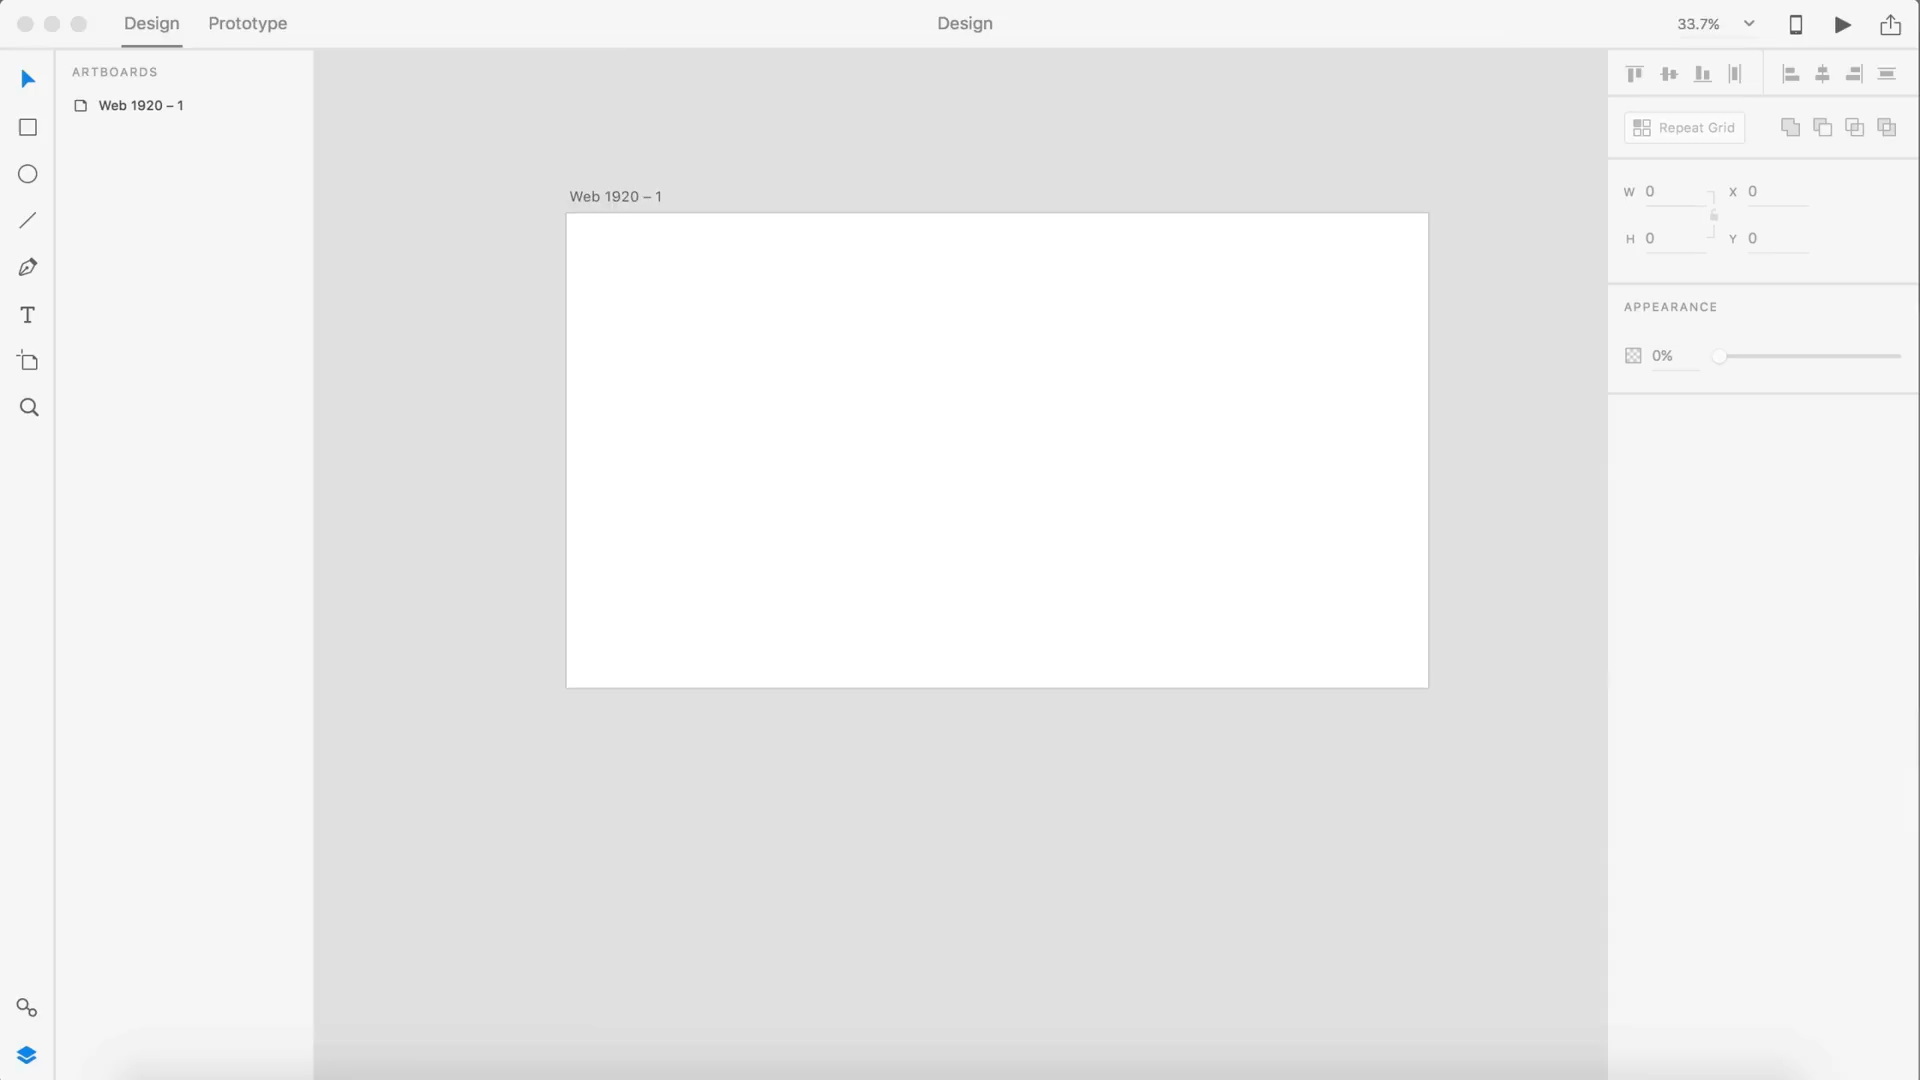 Design Prototype Design 33.7%
ARTBOARDS
Web 1920 – 1
Web 1920 – 1
Repeat Grid
W 0 X 0
H 0 Y 0
APPEARANCE
0%